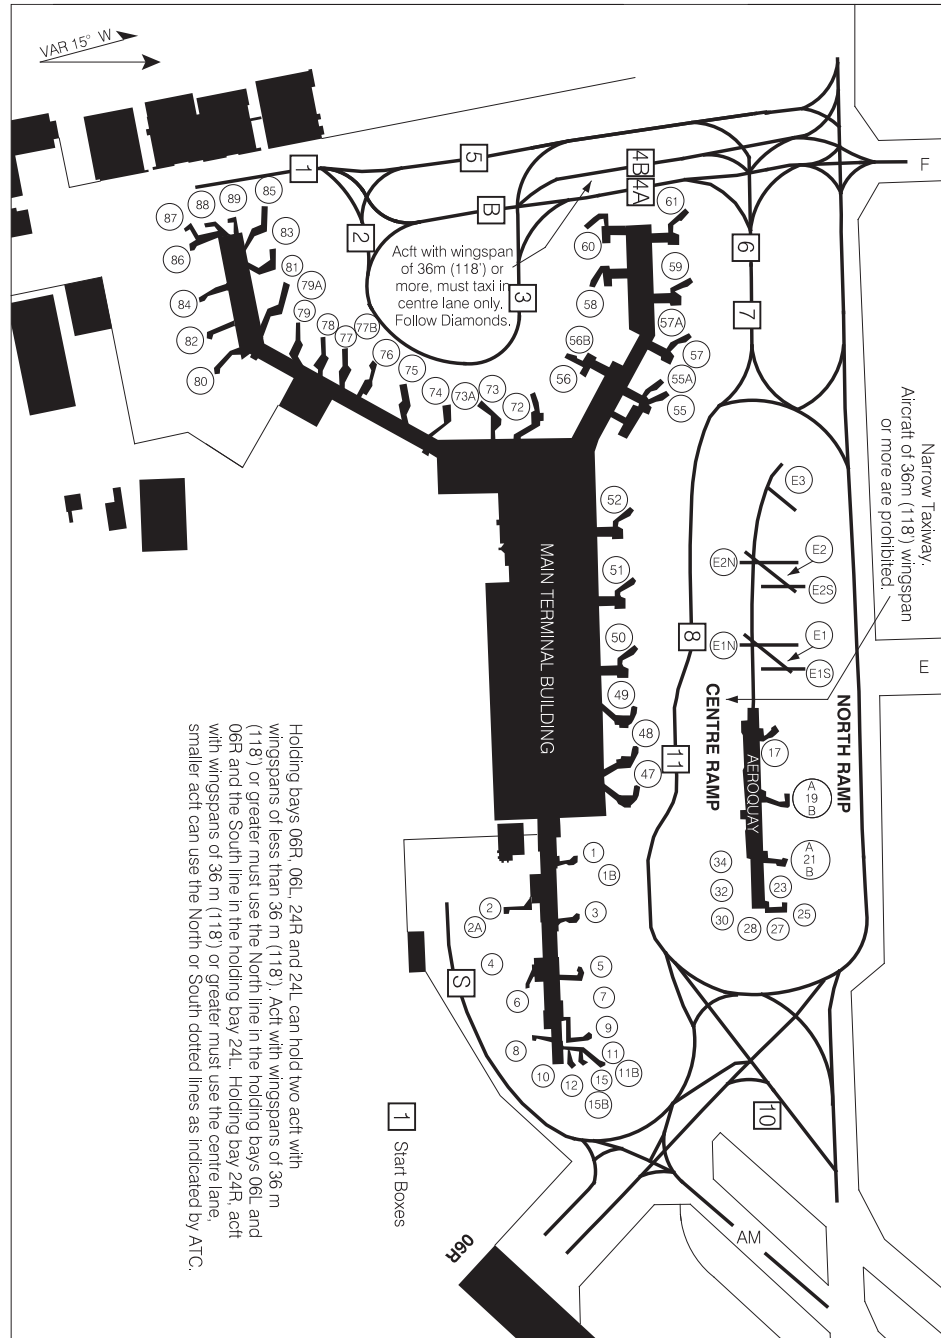 VAR 15° W
F
1
5
4B
4A
B
2
3
6
7
Acft with wingspan
of 36m (118') or
more, must taxi in
centre lane only.
Follow Diamonds.
85
89
88
87
86
83
81
84
79A
82
79
78
77
77B
80
76
75
74
73A
73
72
61
60
59
58
57A
57
56B
56
55A
55
Narrow Taxiway.
Aircraft of 36m (118') wingspan
or more are prohibited.
E3
52
E2
E2N
E2S
51
E1
E1N
E1S
50
8
E
MAIN TERMINAL BUILDING
49
48
47
11
CENTRE RAMP
NORTH RAMP
AEROQUAY
17
A
19
B
A
21
B
34
32
30
28
27
25
23
1
1B
2
2A
3
4
5
6
7
8
9
10
11
11B
12
15
15B
S
10
AM
06R
1 Start Boxes
Holding bays 06R, 06L, 24R and 24L can hold two acft with
wingspans of less than 36 m (118'). Acft with wingspans of 36 m
(118') or greater must use the North line in the holding bays 06L and
06R and the South line in the holding bay 24L. Holding bay 24R, acft
with wingspans of 36 m (118') or greater must use the centre lane,
smaller acft can use the North or South dotted lines as indicated by ATC.